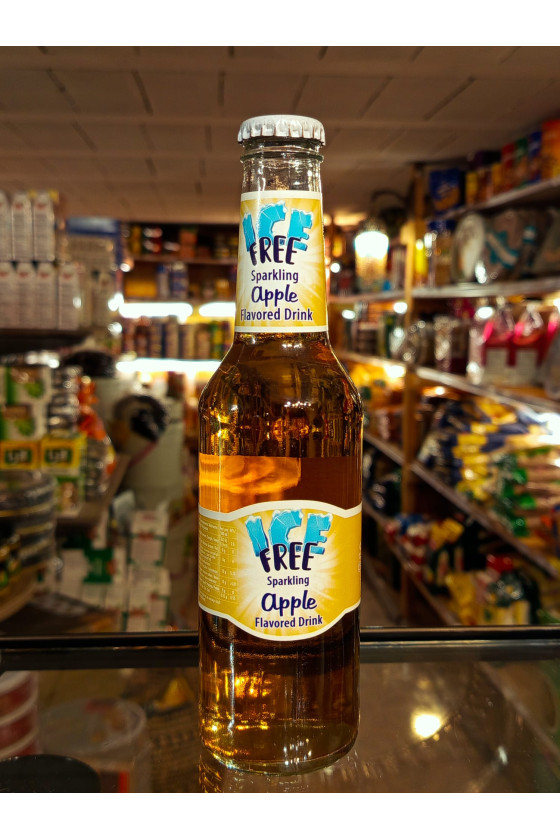 ICE
FREE
Sparkling
apple
Flavored Drink
ICE
FREE
Sparkling
apple
Flavored Drink